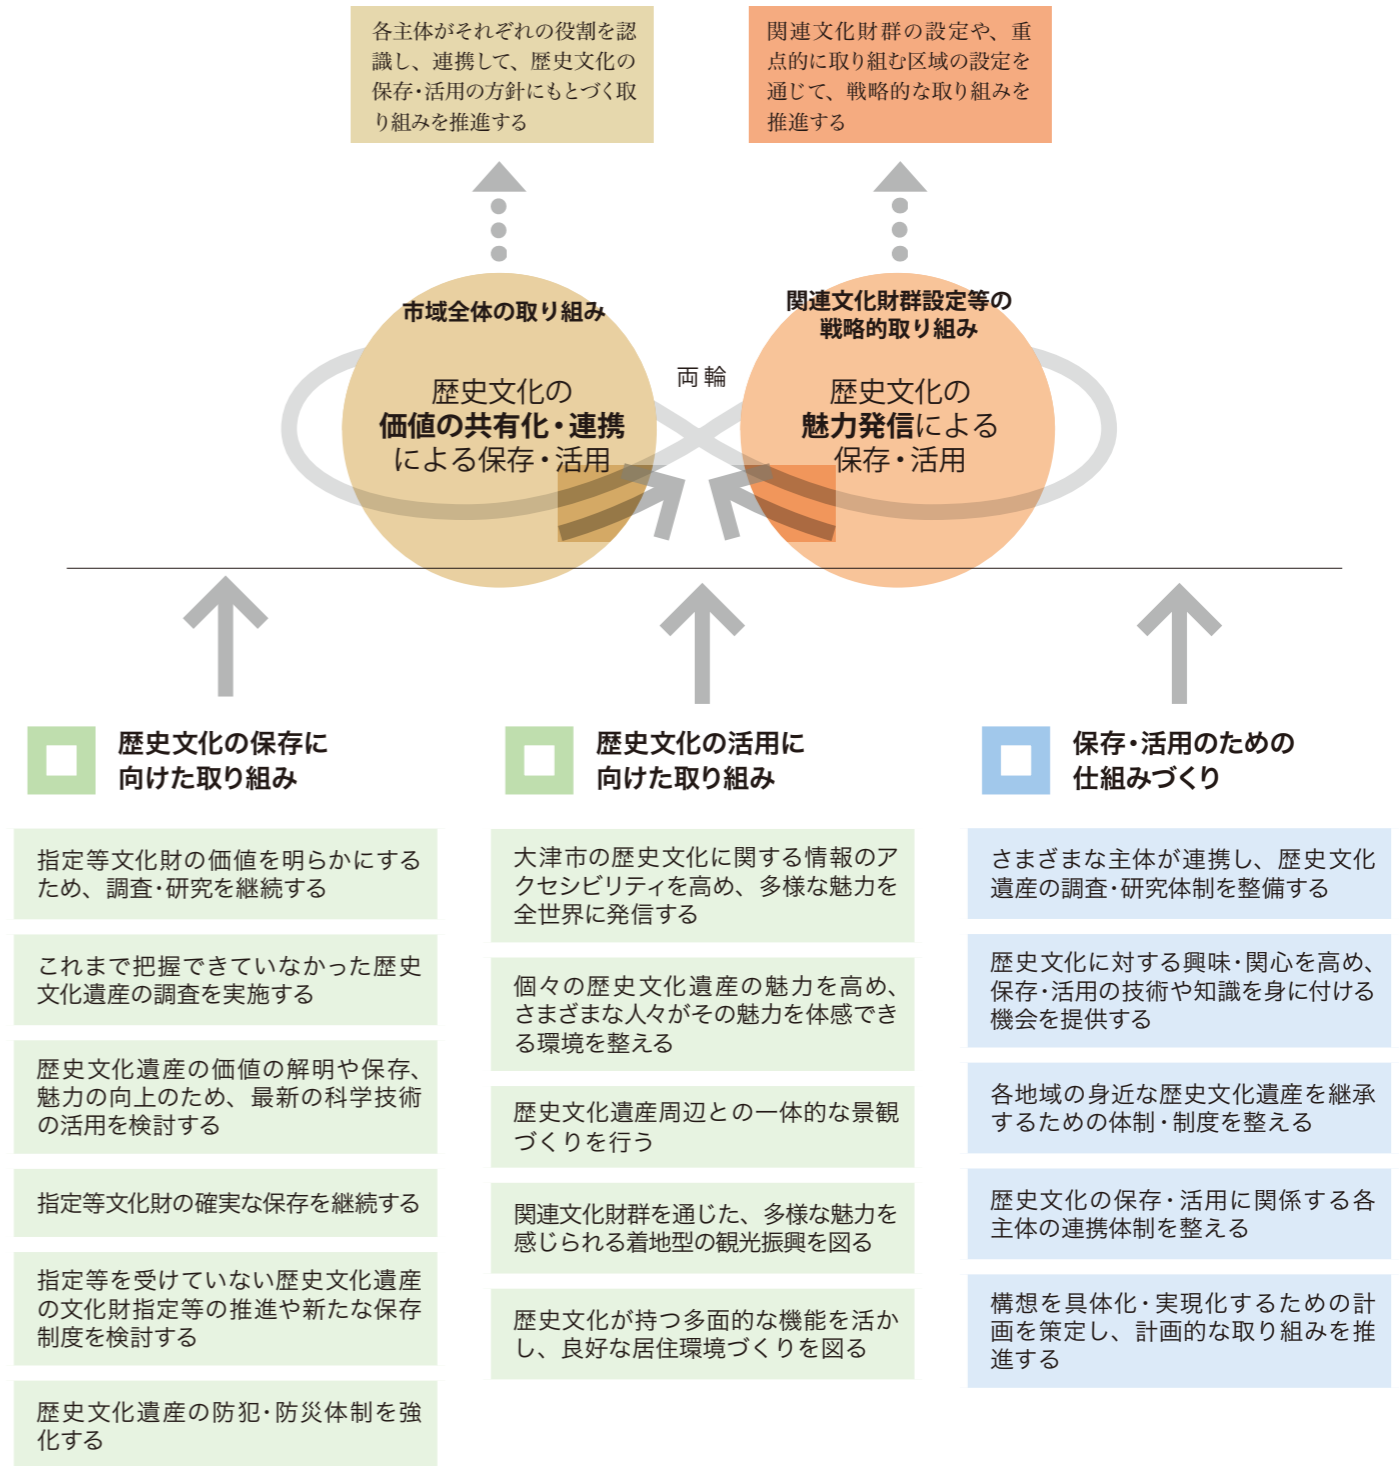 各主体がそれぞれの役割を認
識し、連携して、歴史文化の
保存・活用の方針にもとづく取
り組みを推進する
関連文化財群の設定や、重
点的に取り組む区域の設定を
通じて、戦略的な取り組みを
推進する
市域全体の取り組み
歴史文化の
価値の共有化・連携
による保存・活用
両輪
関連文化財群設定等の
戦略的取り組み
歴史文化の
魅力発信による
保存・活用
歴史文化の保存に
向けた取り組み
指定等文化財の価値を明らかにする
ため、調査・研究を継続する
これまで把握できていなかった歴史
文化遺産の調査を実施する
歴史文化遺産の価値の解明や保存、
魅力の向上のため、最新の科学技術
の活用を検討する
指定等文化財の確実な保存を継続する
指定等を受けていない歴史文化遺産
の文化財指定等の推進や新たな保存
制度を検討する
歴史文化遺産の防犯・防災体制を強
化する
歴史文化の活用に
向けた取り組み
大津市の歴史文化に関する情報のア
クセシビリティを高め、多様な魅力を
全世界に発信する
個々の歴史文化遺産の魅力を高め、
さまざまな人々がその魅力を体感でき
る環境を整える
歴史文化遺産周辺との一体的な景観
づくりを行う
関連文化財群を通じた、多様な魅力を
感じられる着地型の観光振興を図る
歴史文化が持つ多面的な機能を活か
し、良好な居住環境づくりを図る
保存・活用のための
仕組みづくり
さまざまな主体が連携し、歴史文化
遺産の調査・研究体制を整備する
歴史文化に対する興味・関心を高め、
保存・活用の技術や知識を身に付ける
機会を提供する
各地域の身近な歴史文化遺産を継承
するための体制・制度を整える
歴史文化の保存・活用に関係する各
主体の連携体制を整える
構想を具体化・実現化するための計
画を策定し、計画的な取り組みを推
進する